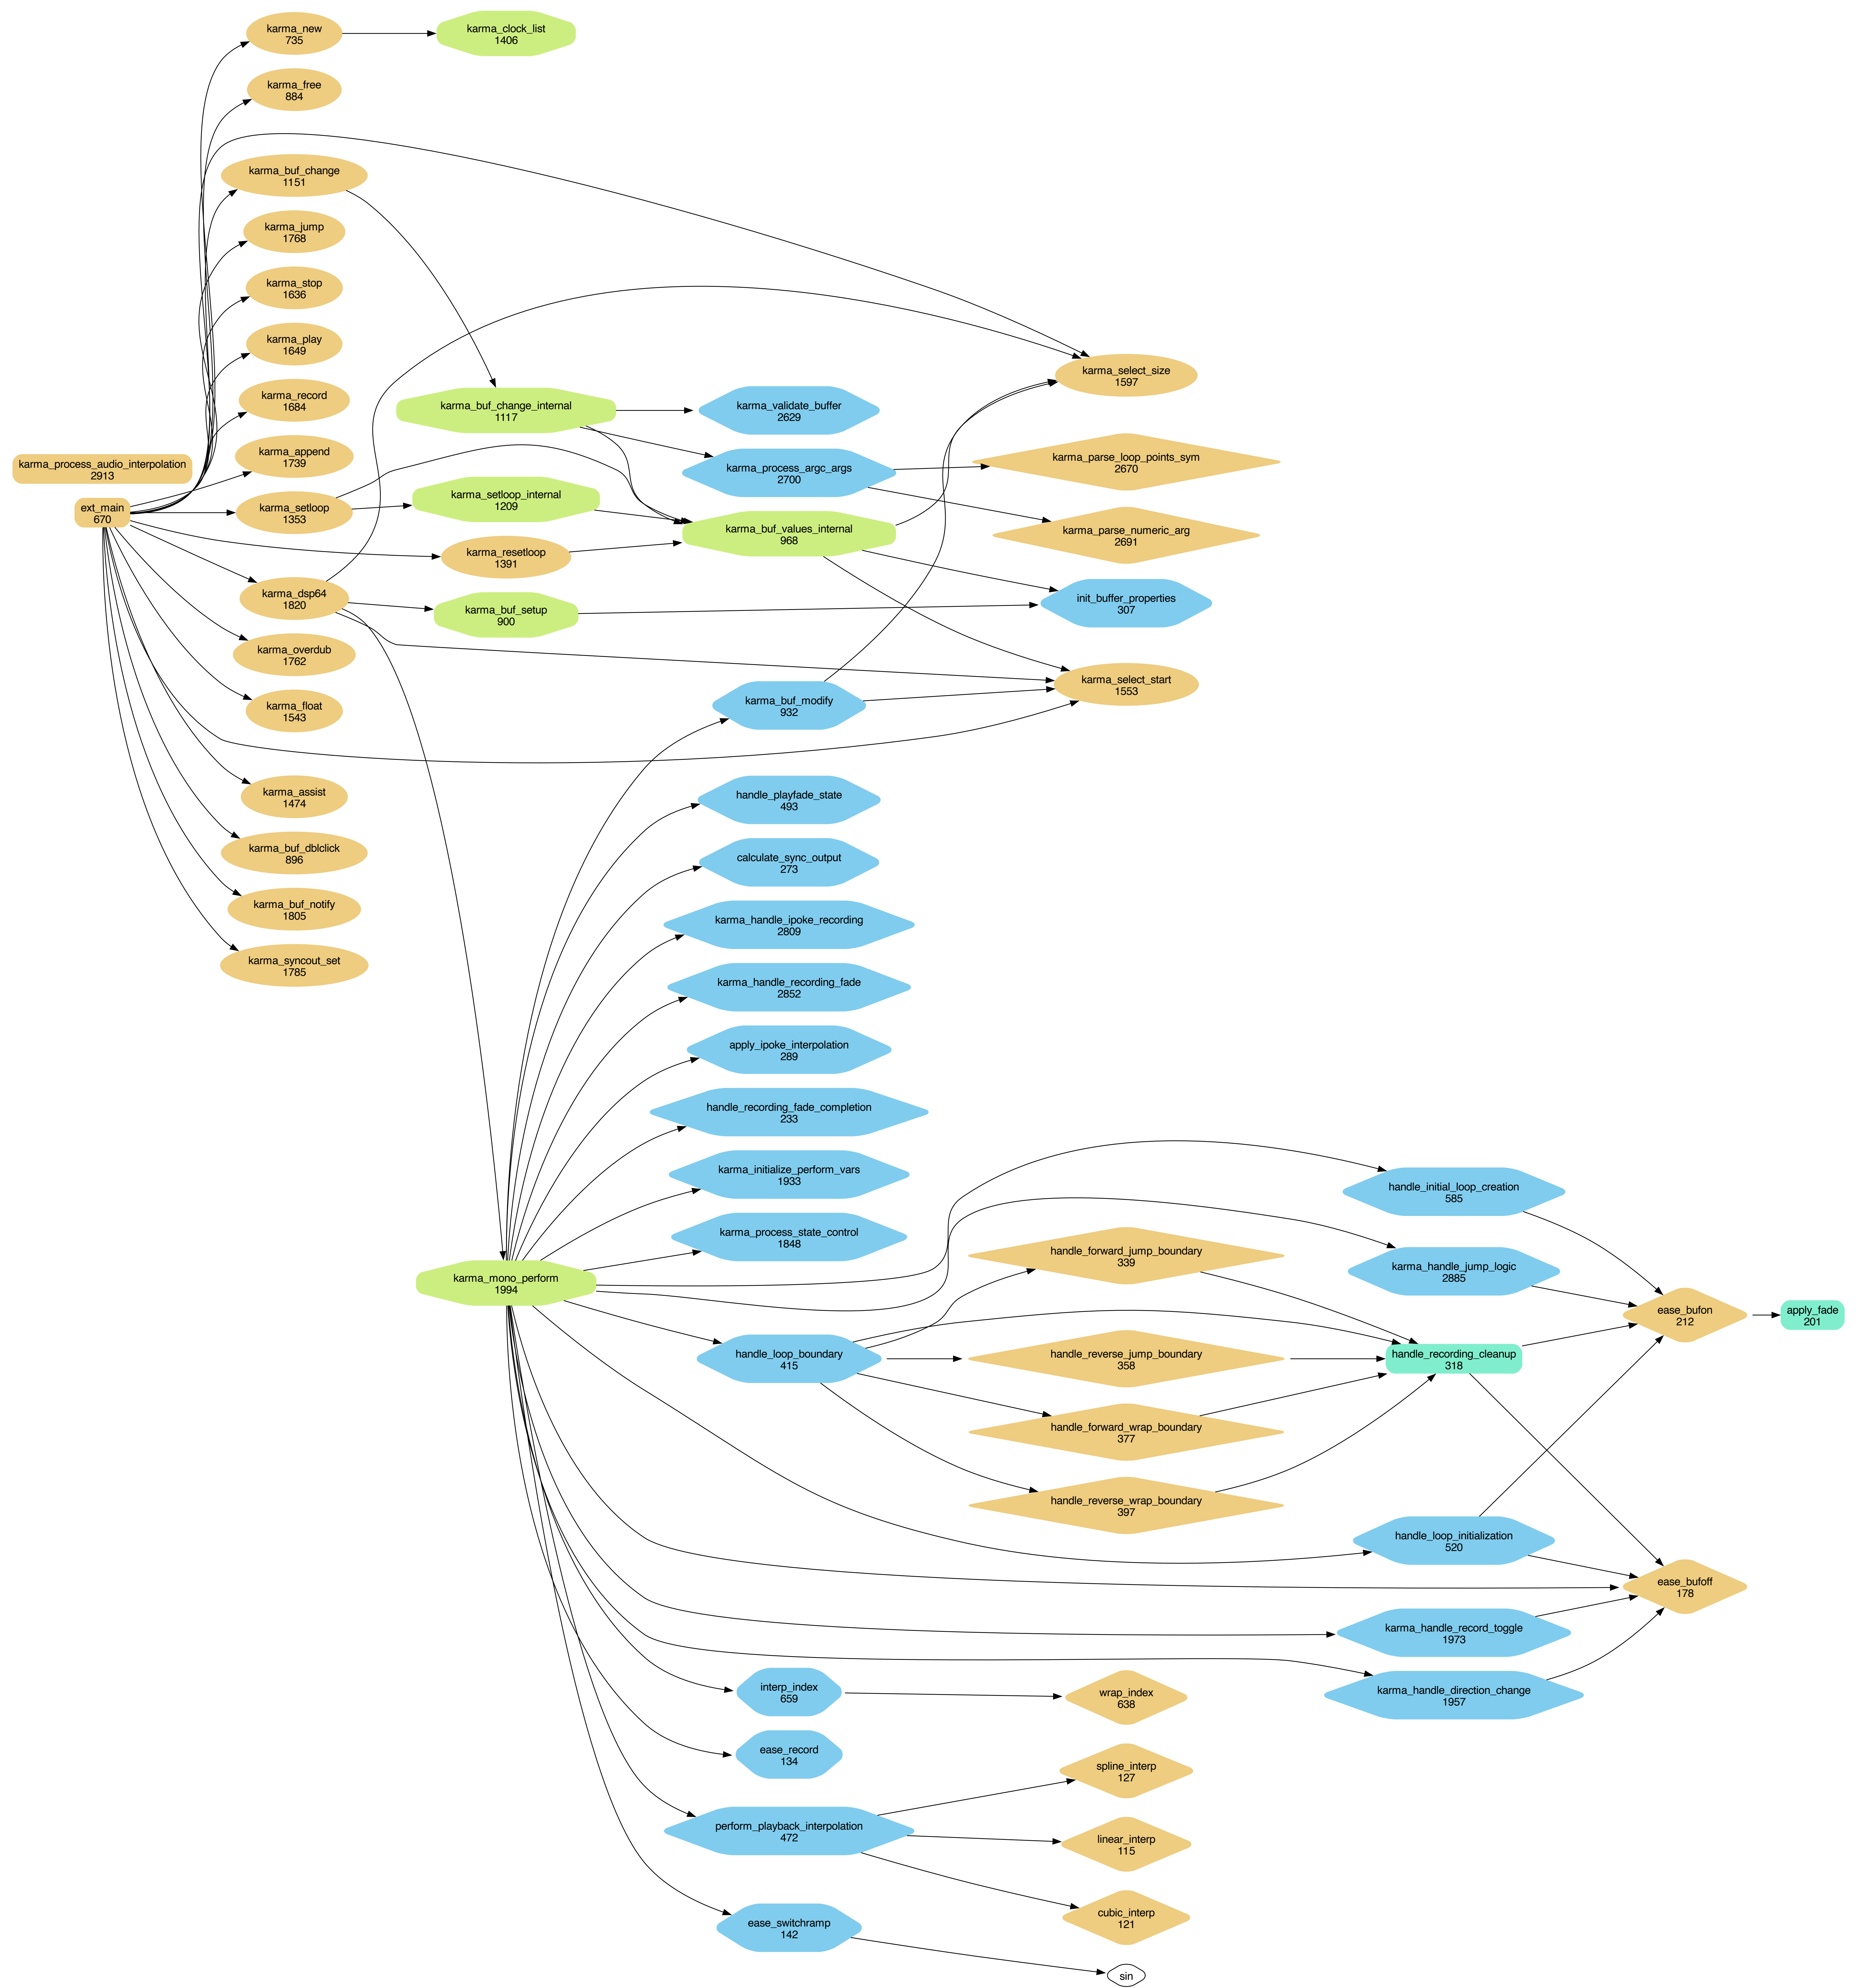 karma_new
735
karma_clock_list
1406
karma_free
884
karma_buf_change
1151
karma_jump
1768
karma_stop
1636
karma_play
1649
karma_select_size
1597
karma_record
1684
karma_buf_change_internal
1117
karma_validate_buffer
2629
karma_append
1739
karma_process_audio_interpolation
2913
karma_process_argc_args
2700
karma_parse_loop_points_sym
2670
ext_main
670
karma_setloop
1353
karma_setloop_internal
1209
karma_buf_values_internal
968
karma_parse_numeric_arg
2691
karma_resetloop
1391
karma_dsp64
1820
karma_buf_setup
900
init_buffer_properties
307
karma_overdub
1762
karma_select_start
1553
karma_float
1543
karma_buf_modify
932
karma_assist
1474
handle_playfade_state
493
karma_buf_dblclick
896
calculate_sync_output
273
karma_buf_notify
1805
karma_handle_ipoke_recording
2809
karma_syncout_set
1785
karma_handle_recording_fade
2852
apply_ipoke_interpolation
289
handle_recording_fade_completion
233
karma_initialize_perform_vars
1933
handle_initial_loop_creation
585
karma_process_state_control
1848
karma_mono_perform
1994
handle_forward_jump_boundary
339
karma_handle_jump_logic
2885
ease_bufon
212
apply_fade
201
handle_loop_boundary
415
handle_reverse_jump_boundary
358
handle_recording_cleanup
318
handle_forward_wrap_boundary
377
handle_reverse_wrap_boundary
397
handle_loop_initialization
520
ease_bufoff
178
karma_handle_record_toggle
1973
interp_index
659
wrap_index
638
karma_handle_direction_change
1957
ease_record
134
spline_interp
127
perform_playback_interpolation
472
linear_interp
115
cubic_interp
121
ease_switchramp
142
sin